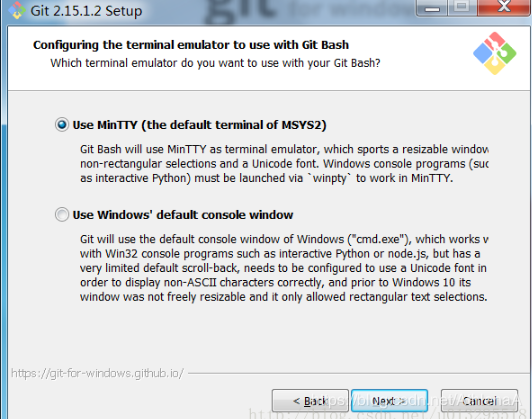 Git 2.15.1.2 Setup
Configuring the terminal emulator to use with Git Bash
Which terminal emulator do you want to use with your Git Bash?
Use MinTTY (the default terminal of MSYS2)
Git Bash will use MinTTY as terminal emulator, which sports a resizable window
non-rectangular selections and a Unicode font. Windows console programs (suc
as interactive Python) must be launched via `winpty` to work in MinTTY.
Use Windows' default console window
Git will use the default console window of Windows ("cmd.exe"), which works w
with Win32 console programs such as interactive Python or node.js, but has a
very limited default scroll-back, needs to be configured to use a Unicode font in
order to display non-ASCII characters correctly, and prior to Windows 10 its
window was not freely resizable and it only allowed rectangular text selections.
https://git-for-windows.github.io/
< Back
Next >
Cancel